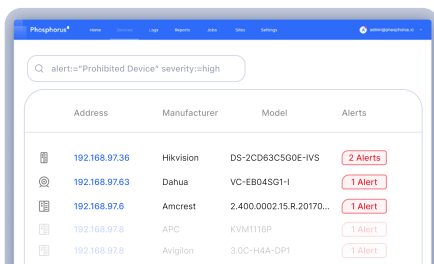 Phosphorus
Home Devices Logs Reports Jobs Sites Settings admin@phosphorus.io
alert:="Prohibited Device" severity:=high
Address Manufacturer Model Alerts
192.168.97.36 Hikvision DS-2CD63C5G0E-IVS 2 Alerts
192.168.97.63 Dahua VC-EB04SG1-I 1 Alert
192.168.97.6 Amcrest 2.400.0002.15.R.20170... 1 Alert
192.168.97.8 APC KVM1116P 1 Alert
192.168.97.8 Avigilon 3.0C-H4A-DP1 1 Alert